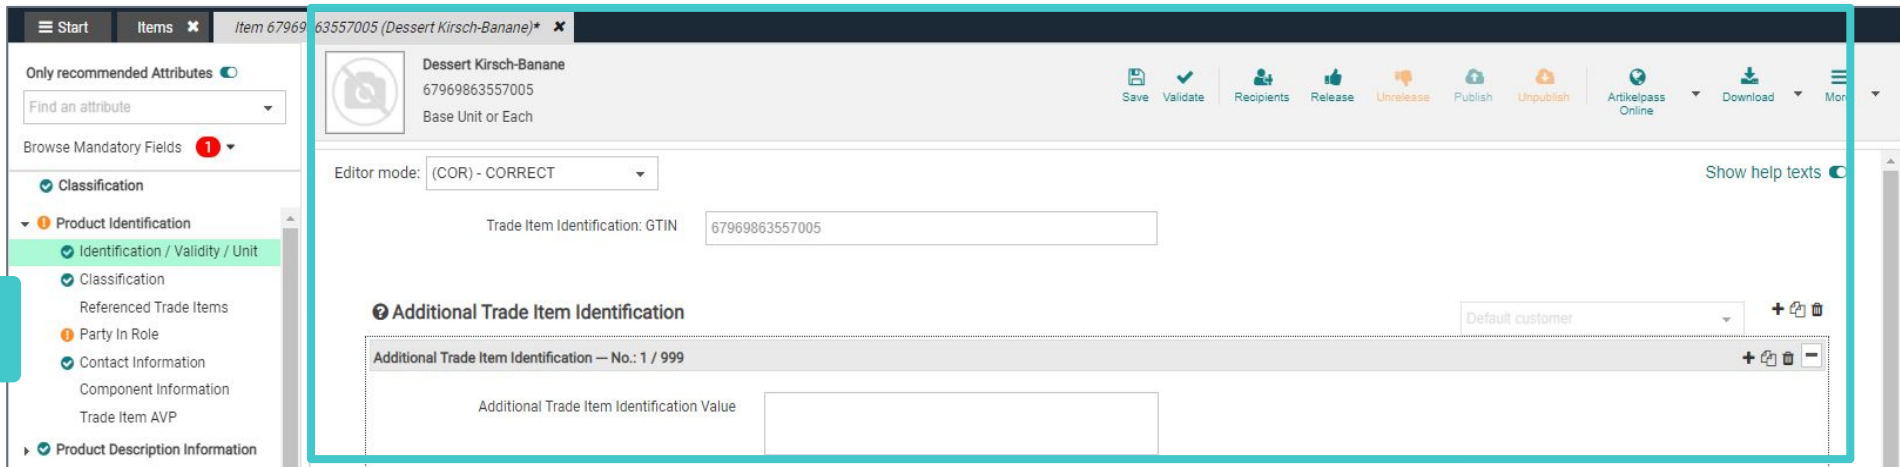 Start
Items
Item 67969863557005 (Dessert Kirsch-Banane)*
Only recommended Attributes
Find an attribute
Browse Mandatory Fields 1
Classification
Product Identification
Identification / Validity / Unit
Classification
Referenced Trade Items
Party In Role
Contact Information
Component Information
Trade Item AVP
Product Description Information
Dessert Kirsch-Banane
67969863557005
Base Unit or Each
Save
Validate
Recipients
Release
Unrelease
Publish
Unpublish
Artikelpass
Online
Download
More
Editor mode: (COR) - CORRECT
Show help texts
Trade Item Identification: GTIN 67969863557005
Additional Trade Item Identification
Default customer
Additional Trade Item Identification — No.: 1 / 999
Additional Trade Item Identification Value